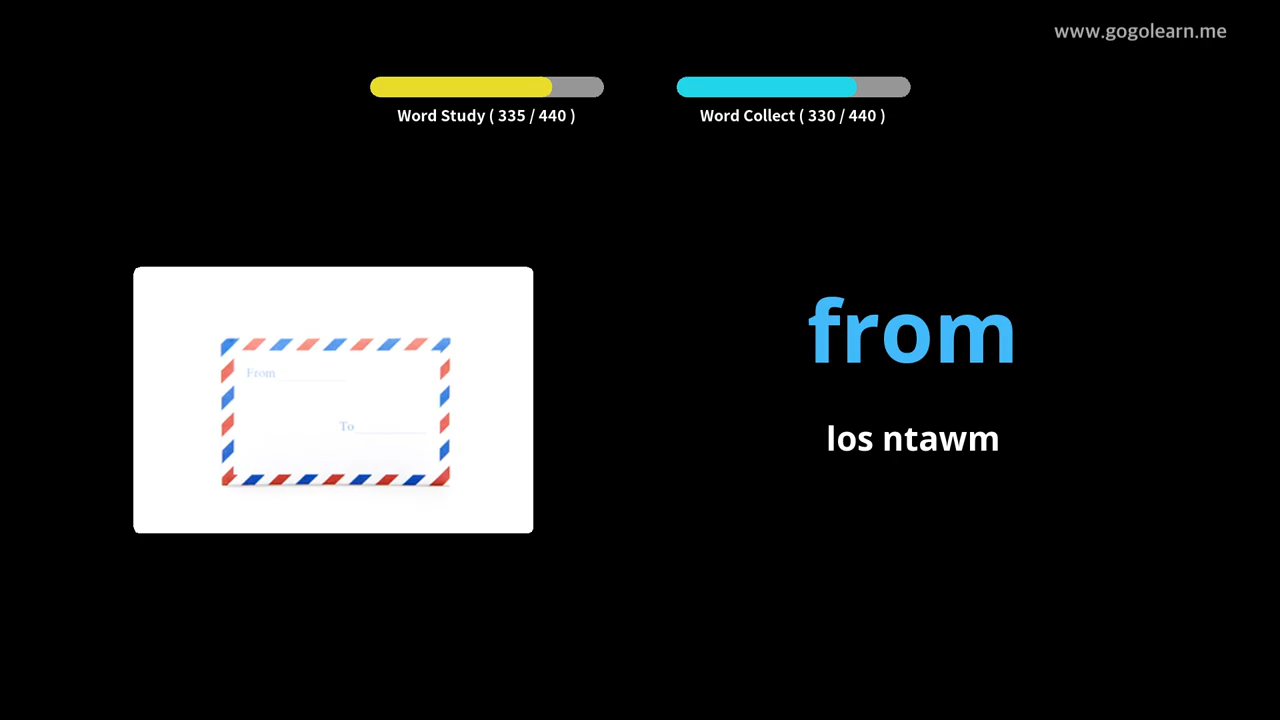 www.gogolearn.me
Word Study ( 335 / 440 )
Word Collect ( 330 / 440 )
From
To
from
los ntawm